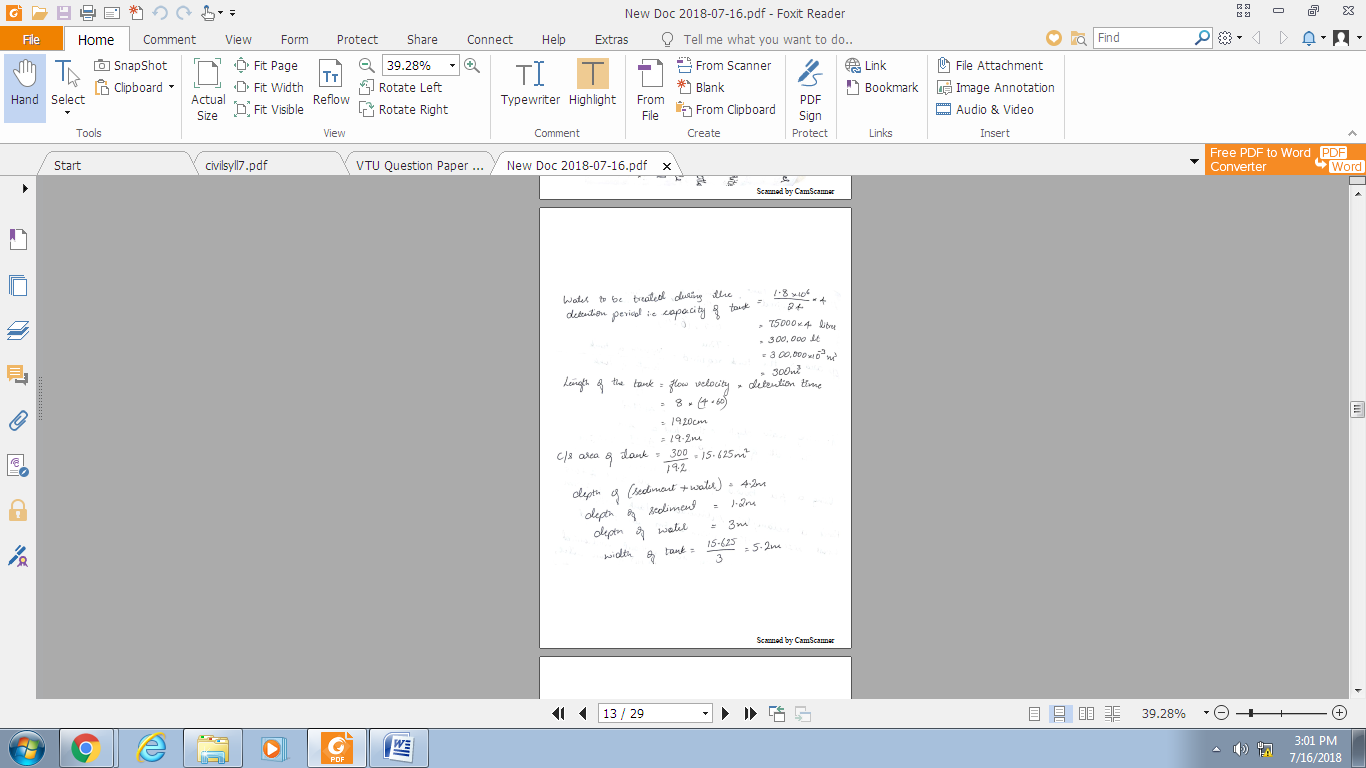 New Doc 2018-07-16.pdf - Foxit Reader
File Home Comment View Form Protect Share Connect Help Extras Tell me what you want to do.. Find
Hand
Select
SnapShot
Clipboard
Tools
Actual Size
Fit Page
Fit Width
Fit Visible
Reflow
39.28%
Rotate Left
Rotate Right
View
Typewriter
Highlight
Comment
From File
From Scanner
Blank
From Clipboard
Create
PDF Sign
Protect
Link
Bookmark
Links
File Attachment
Image Annotation
Audio & Video
Insert
Start civilsyll7.pdf VTU Question Paper ... New Doc 2018-07-16.pdf
Free PDF to Word Converter
PDF
Word
Scanned by CamScanner
Water to be treated during the detention period i.e capacity of tank = 1.8 × 10⁶ / 24 × 4
= 75000 × 4 litre
= 300,000 lt
= 300,000 × 10⁻³ m³
= 300m³
Length of the tank = flow velocity × detention time
= 8 × (4 × 60)
= 1920cm
= 19.2m
C/s area of tank = 300 / 19.2 = 15.625m²
depth of (sediment + water) = 4.2m
depth of sediment = 1.2m
depth of water = 3m
width of tank = 15.625 / 3 = 5.2m
Scanned by CamScanner
13 / 29
39.28%
PDF
3:01 PM
7/16/2018